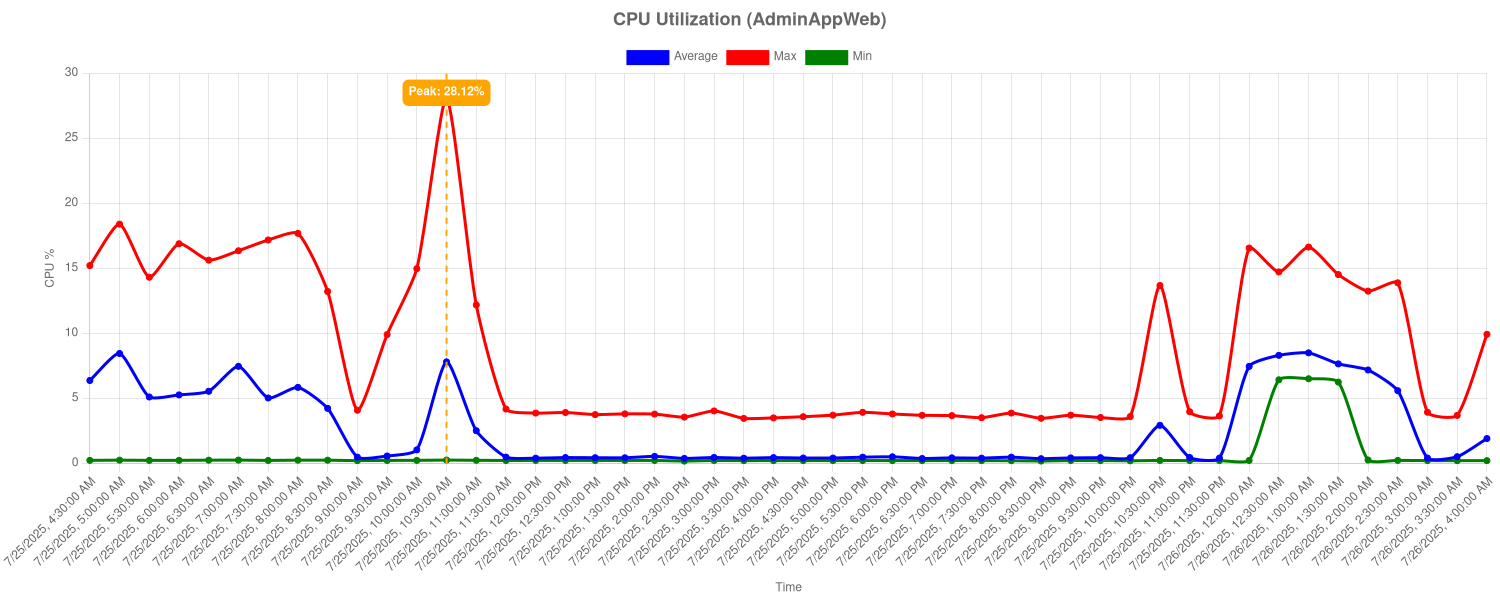 CPU Utilization (AdminAppWeb)
Average Max Min
Peak: 28.12%
30
25
20
15
10
5
0
CPU %
7/25/2025, 4:30:00 AM
7/25/2025, 5:00:00 AM
7/25/2025, 5:30:00 AM
7/25/2025, 6:00:00 AM
7/25/2025, 6:30:00 AM
7/25/2025, 7:00:00 AM
7/25/2025, 7:30:00 AM
7/25/2025, 8:00:00 AM
7/25/2025, 8:30:00 AM
7/25/2025, 9:00:00 AM
7/25/2025, 9:30:00 AM
7/25/2025, 10:00:00 AM
7/25/2025, 10:30:00 AM
7/25/2025, 11:00:00 AM
7/25/2025, 11:30:00 AM
7/25/2025, 12:00:00 PM
7/25/2025, 12:30:00 PM
7/25/2025, 1:00:00 PM
7/25/2025, 1:30:00 PM
7/25/2025, 2:00:00 PM
7/25/2025, 2:30:00 PM
7/25/2025, 3:00:00 PM
7/25/2025, 3:30:00 PM
7/25/2025, 4:00:00 PM
7/25/2025, 4:30:00 PM
7/25/2025, 5:00:00 PM
7/25/2025, 5:30:00 PM
7/25/2025, 6:00:00 PM
7/25/2025, 6:30:00 PM
7/25/2025, 7:00:00 PM
7/25/2025, 7:30:00 PM
7/25/2025, 8:00:00 PM
7/25/2025, 8:30:00 PM
7/25/2025, 9:00:00 PM
7/25/2025, 9:30:00 PM
7/25/2025, 10:00:00 PM
7/25/2025, 10:30:00 PM
7/25/2025, 11:00:00 PM
7/25/2025, 11:30:00 PM
7/26/2025, 12:00:00 AM
7/26/2025, 12:30:00 AM
7/26/2025, 1:00:00 AM
7/26/2025, 1:30:00 AM
7/26/2025, 2:00:00 AM
7/26/2025, 2:30:00 AM
7/26/2025, 3:00:00 AM
7/26/2025, 3:30:00 AM
7/26/2025, 4:00:00 AM
Time